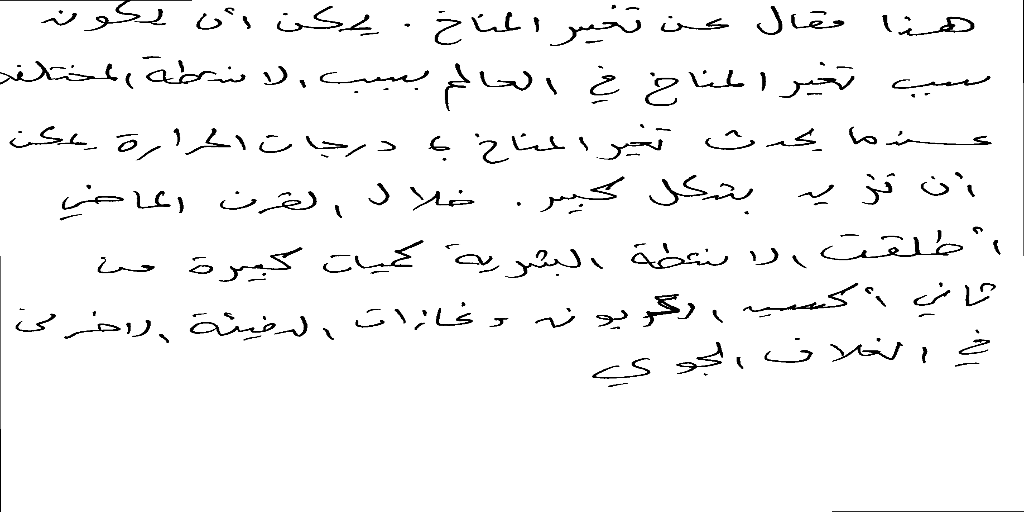 هذا مقال عن تغير المناخ. يمكن أن يكون
سبب تغير المناخ في العالم بسبب الانشطة المختلفة
عندما يحدث تغير المناخ، درجات الحرارة يمكن
أن تزيد بشكل كبير. خلال القرن الماضي
أطلقت الانشطة البشرية كميات كبيرة من
ثاني أكسيد الكربون وغازات الدفيئة الاخرى
في الغلاف الجوي